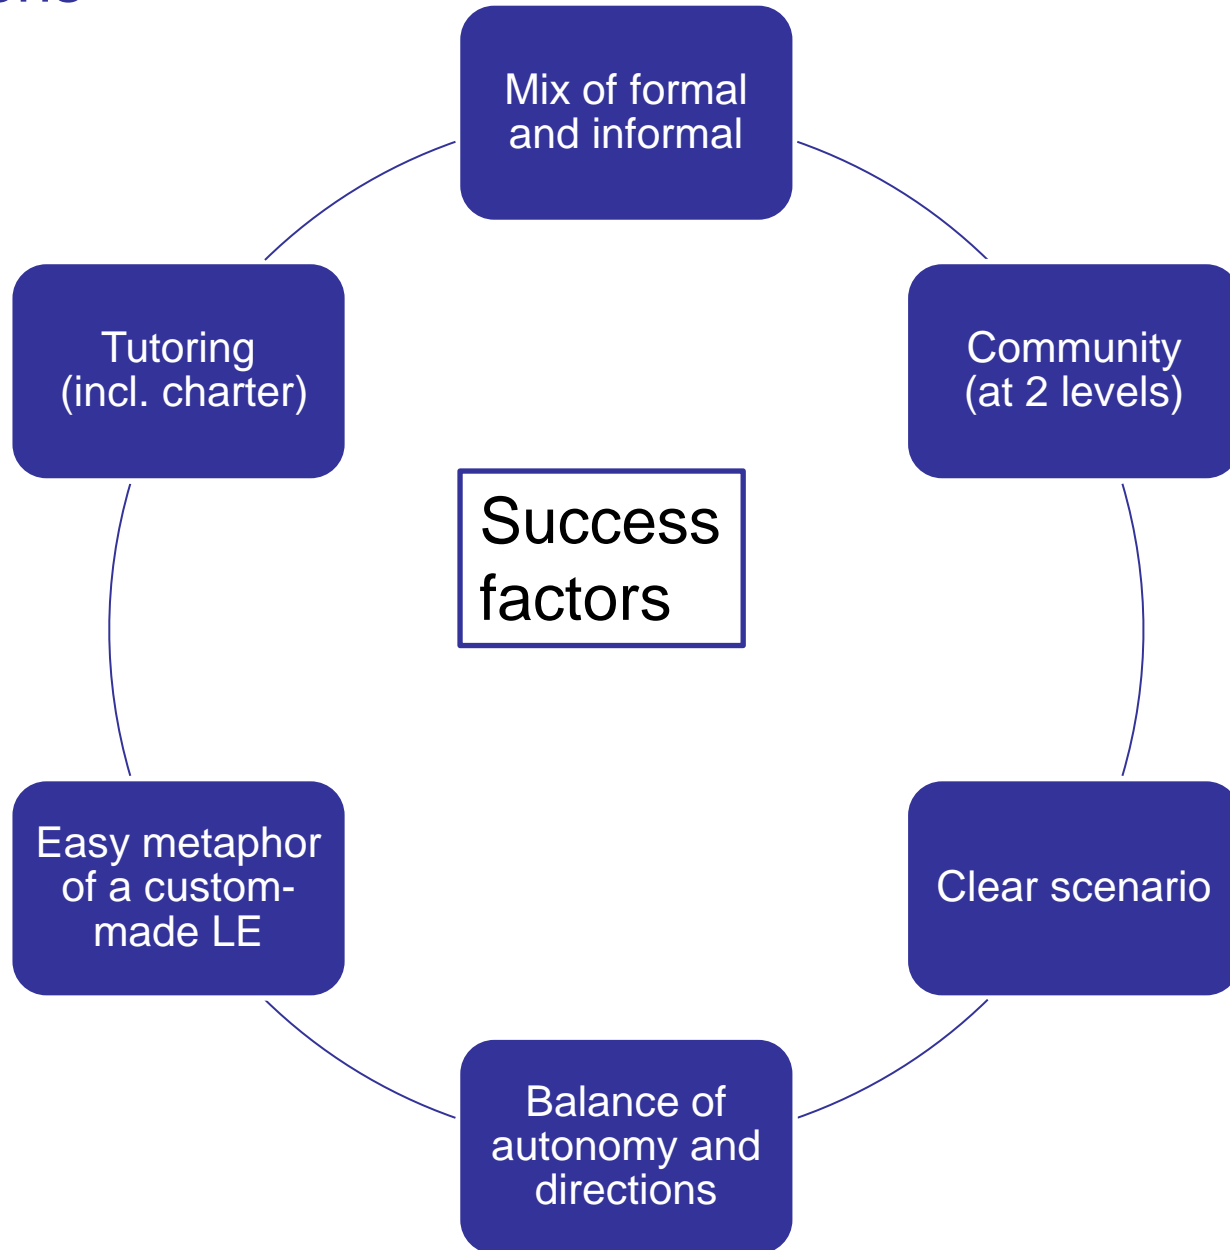 Mix of formal
and informal
Tutoring
(incl. charter)
Community
(at 2 levels)
Success
factors
Easy metaphor
of a custom-
made LE
Clear scenario
Balance of
autonomy and
directions